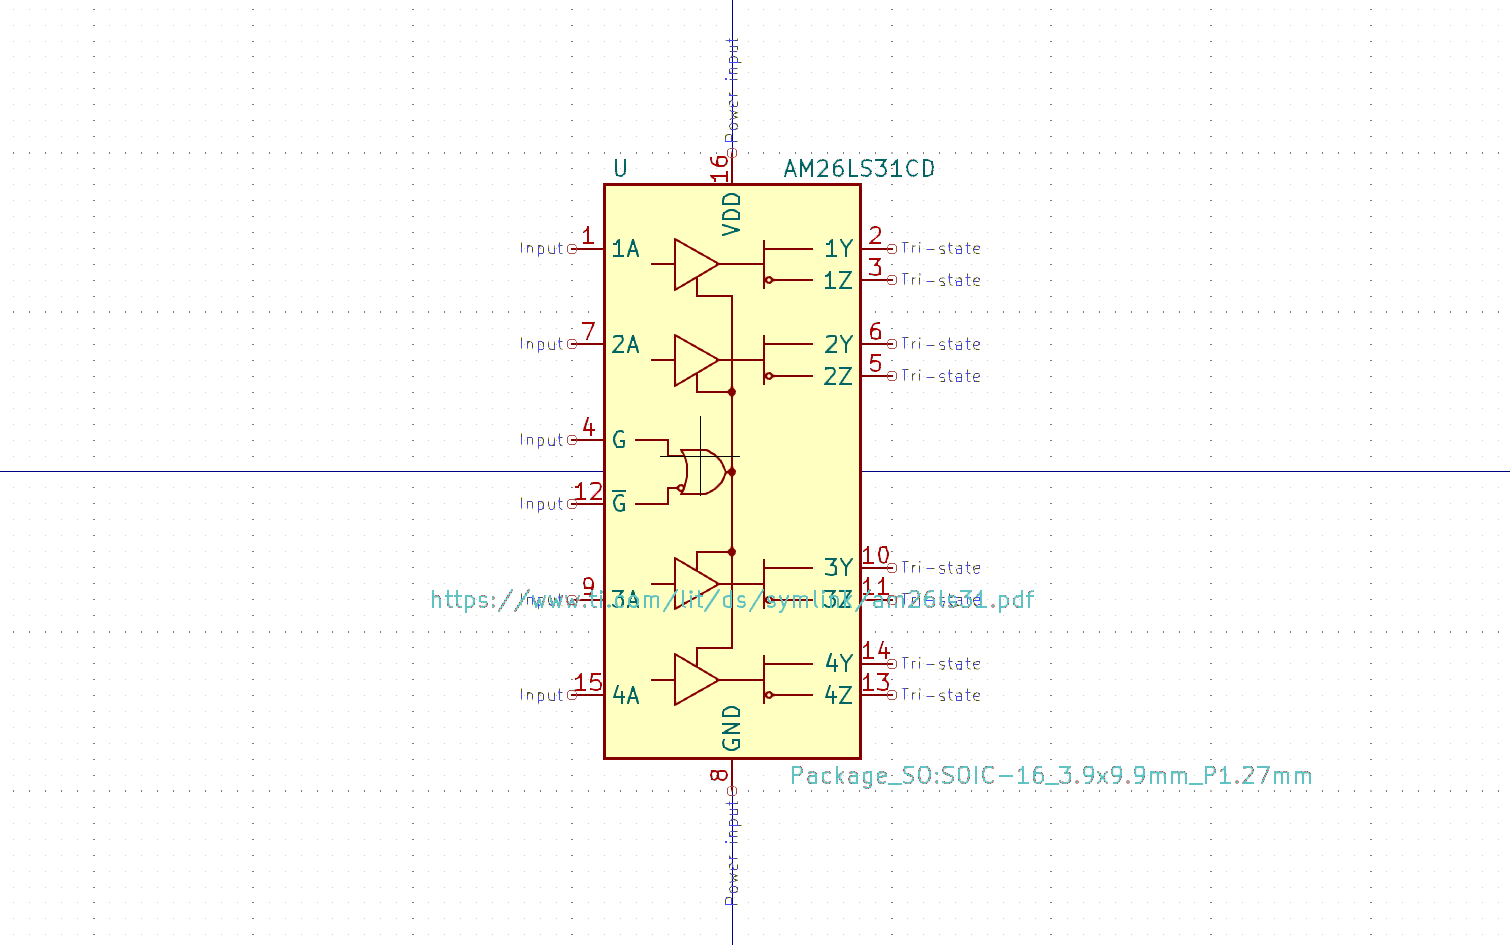 Power input
16
U
AM26LS31CD
VDD
Input 1 1A
1Y 2 Tri-state
1Z 3 Tri-state
Input 7 2A
2Y 6 Tri-state
2Z 5 Tri-state
Input 4 G
Input 12 G̅
3Y 10 Tri-state
Input 9 3A
3Z 11 Tri-state
https://www.ti.com/lit/ds/symlink/am26ls31.pdf
4Y 14 Tri-state
Input 15 4A
4Z 13 Tri-state
GND
8
Package_SO:SOIC-16_3.9x9.9mm_P1.27mm
Power input